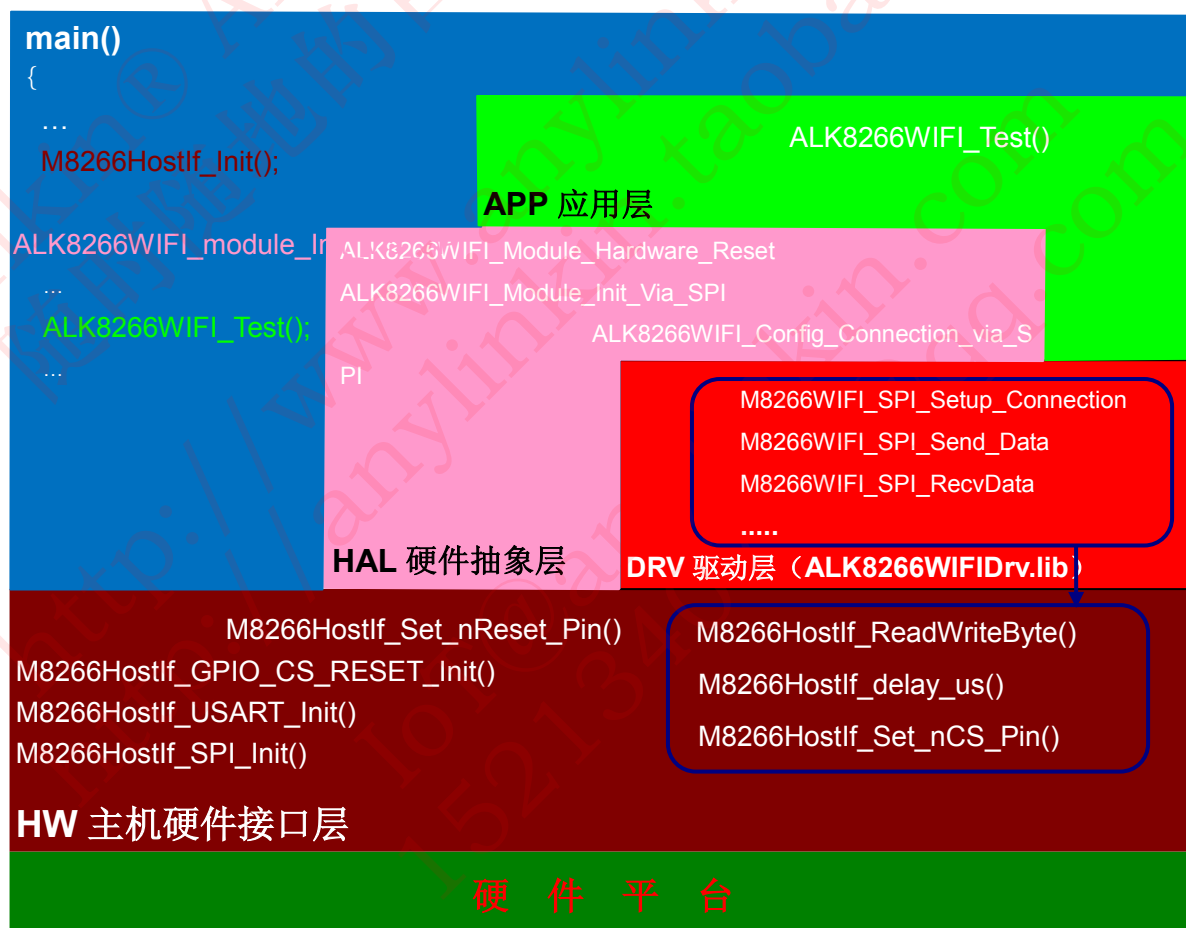 main()
{
...
M8266HostIf_Init();
ALK8266WIFI_module_In
...
ALK8266WIFI_Test();
...
ALK8266WIFI_Test()
APP 应用层
ALK8266WIFI_Module_Hardware_Reset
ALK8266WIFI_Module_Init_Via_SPI
ALK8266WIFI_Config_Connection_via_S
PI
HAL 硬件抽象层
M8266WIFI_SPI_Setup_Connection
M8266WIFI_SPI_Send_Data
M8266WIFI_SPI_RecvData
.....
DRV 驱动层（ALK8266WIFIDrv.lib）
M8266HostIf_Set_nReset_Pin()
M8266HostIf_GPIO_CS_RESET_Init()
M8266HostIf_USART_Init()
M8266HostIf_SPI_Init()
M8266HostIf_ReadWriteByte()
M8266HostIf_delay_us()
M8266HostIf_Set_nCS_Pin()
HW 主机硬件接口层
硬 件 平 台